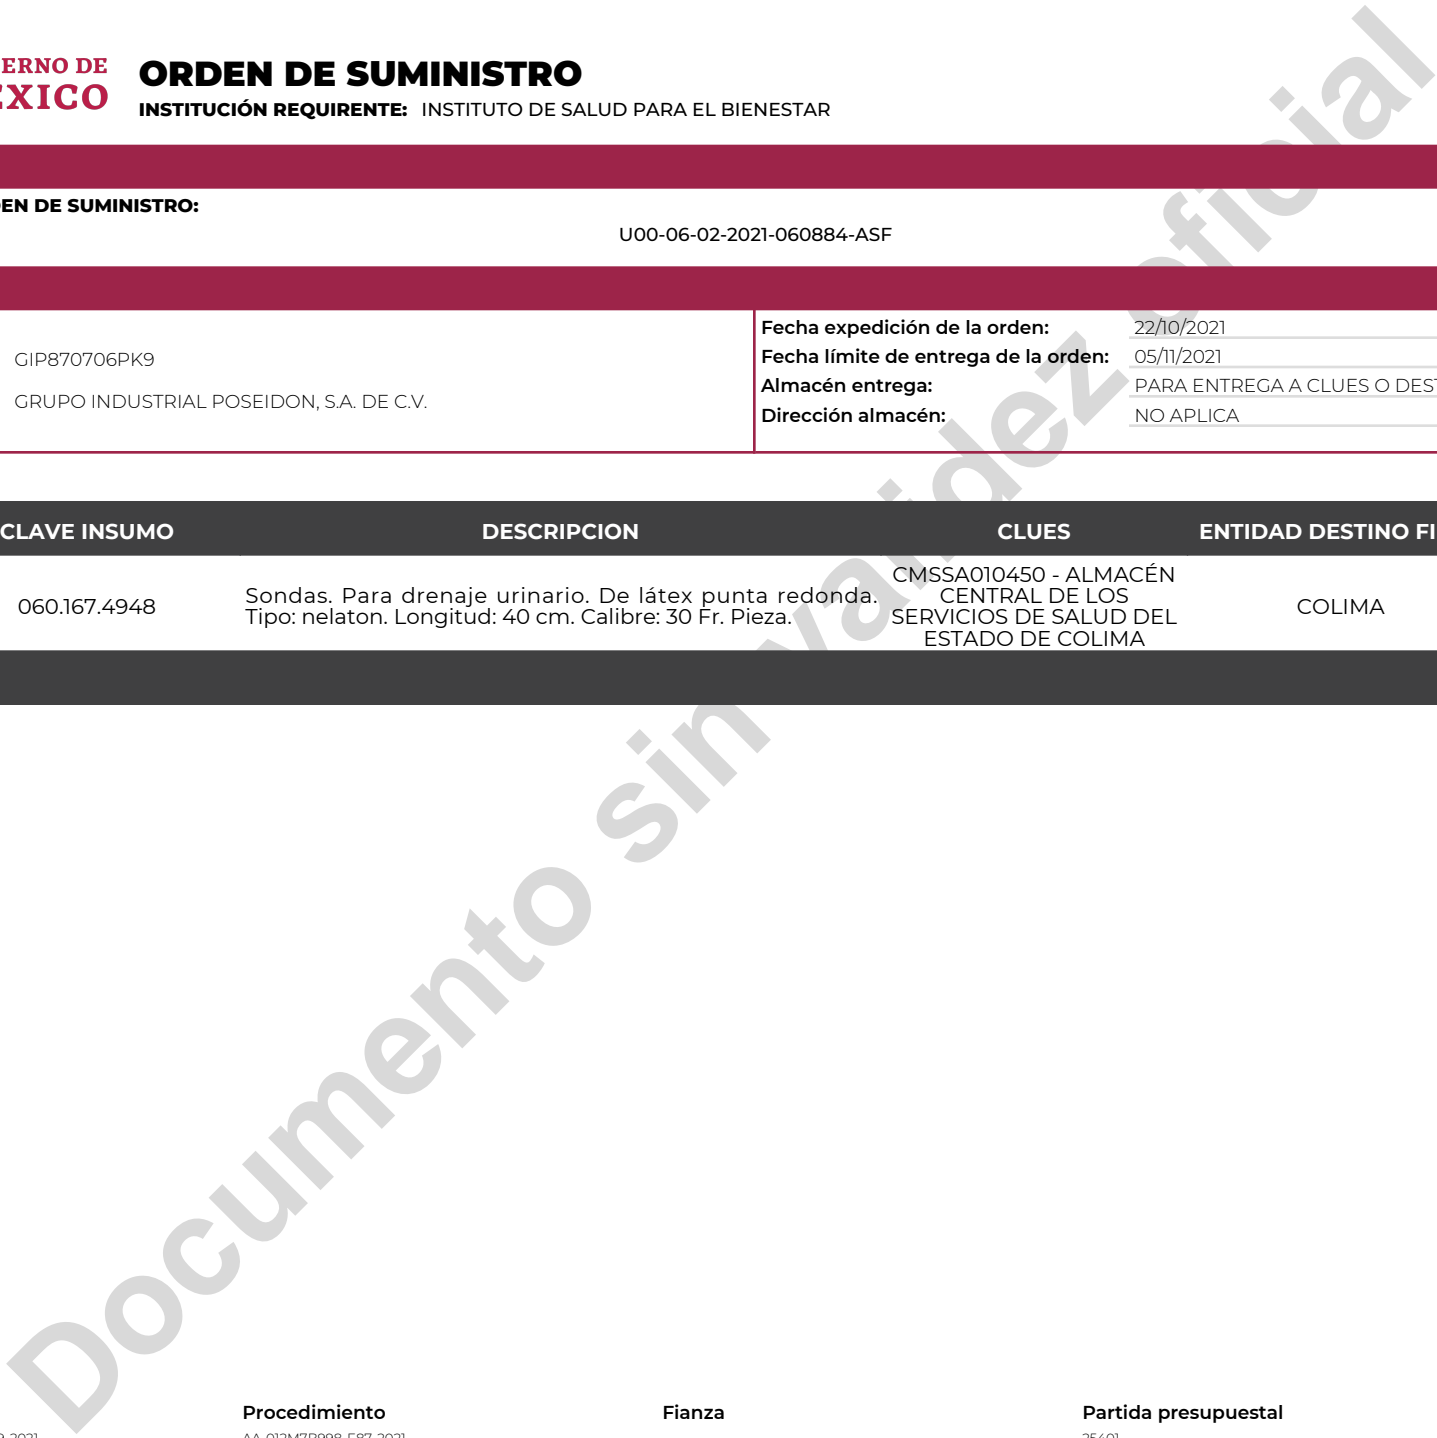 ERNO DE
ÉXICO
ORDEN DE SUMINISTRO
INSTITUCIÓN REQUIRENTE: INSTITUTO DE SALUD PARA EL BIENESTAR
EN DE SUMINISTRO:
U00-06-02-2021-060884-ASF
GIP870706PK9
GRUPO INDUSTRIAL POSEIDON, S.A. DE C.V.
Fecha expedición de la orden: 22/10/2021
Fecha límite de entrega de la orden: 05/11/2021
Almacén entrega: PARA ENTREGA A CLUES O DEST
Dirección almacén: NO APLICA
CLAVE INSUMO DESCRIPCION CLUES ENTIDAD DESTINO FI
060.167.4948
Sondas. Para drenaje urinario. De látex punta redonda.
Tipo: nelaton. Longitud: 40 cm. Calibre: 30 Fr. Pieza.
CMSSA010450 - ALMACÉN
CENTRAL DE LOS
SERVICIOS DE SALUD DEL
ESTADO DE COLIMA
COLIMA
Documento sin validez oficial
Procedimiento Fianza Partida presupuestal